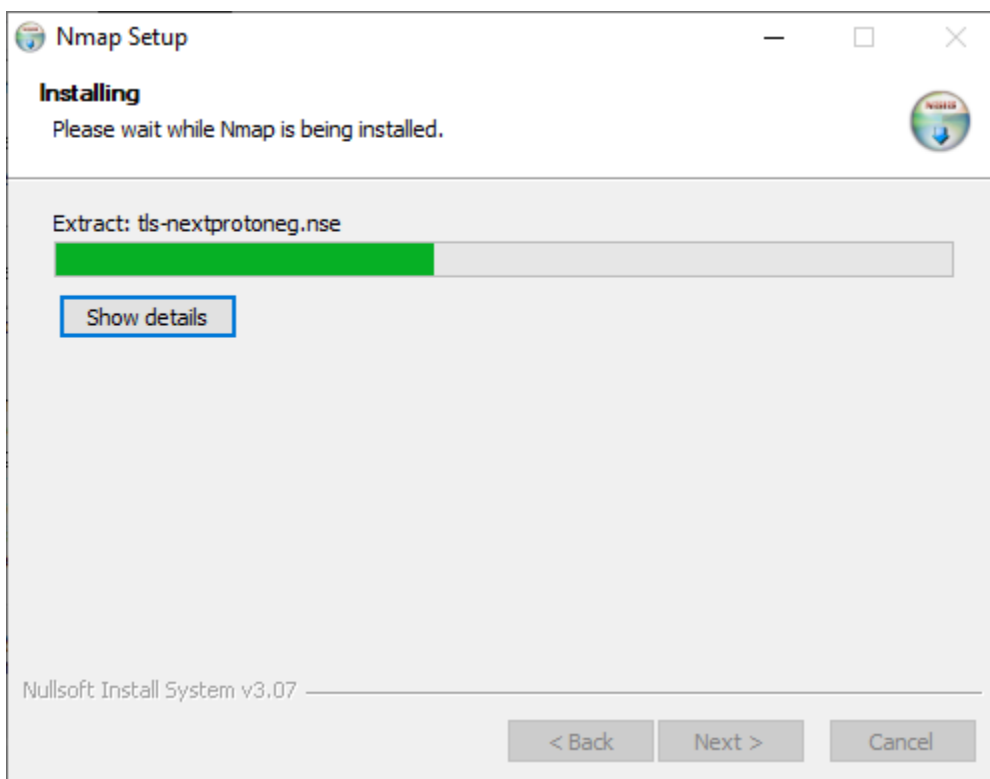 Nmap Setup
Installing
Please wait while Nmap is being installed.
Extract: tls-nextprotoneg.nse
Show details
Nullsoft Install System v3.07
< Back
Next >
Cancel